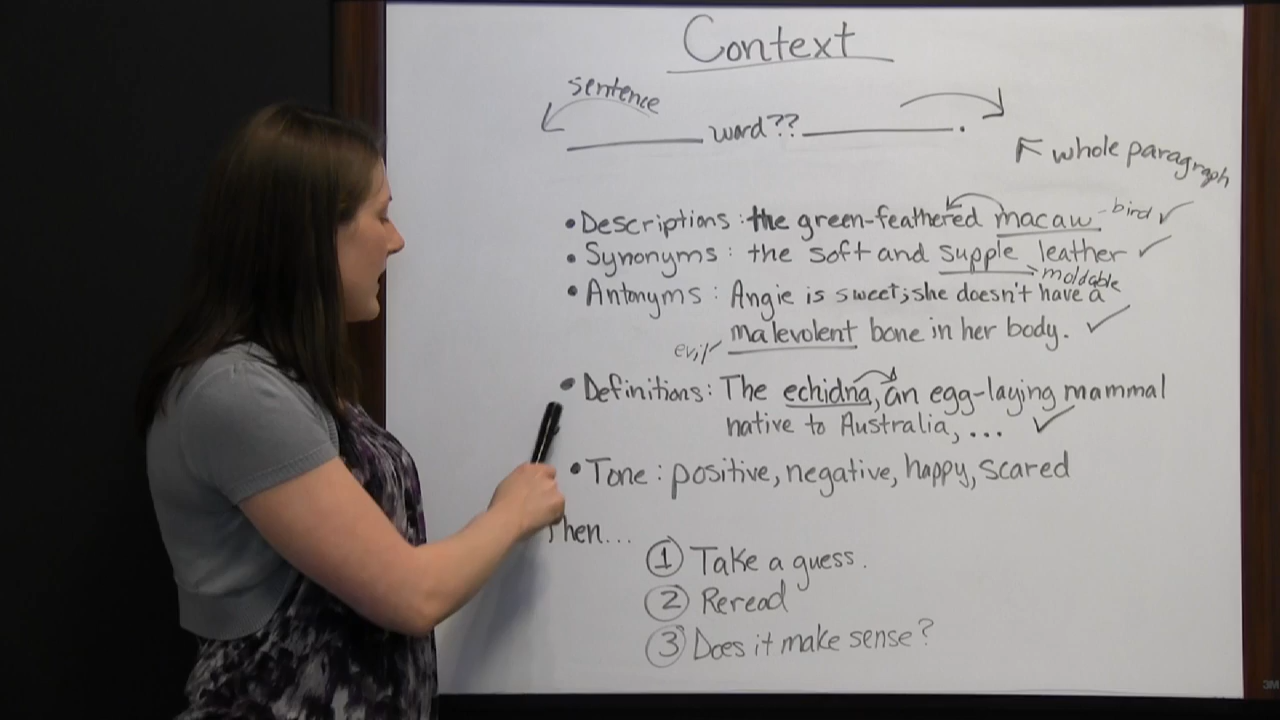 Context
sentence
word??
whole paragraph
• Descriptions: the green-feathered macaw - bird ✓
• Synonyms: the soft and supple leather ✓
moldable
• Antonyms: Angie is sweet; she doesn't have a
malevolent bone in her body. ✓
evil
• Definitions: The echidna, an egg-laying mammal
native to Australia, ... ✓
• Tone: positive, negative, happy, scared
Then...
① Take a guess.
② Reread
③ Does it make sense?
3M